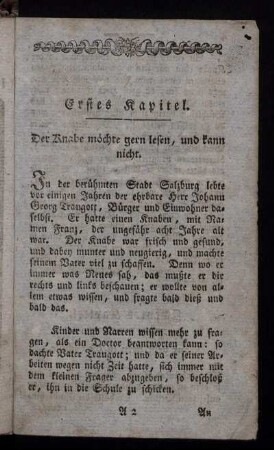 Erstes Kapitel.
Der Knabe möchte gern lesen, und kann
nicht.
In der berühmten Stadt Salzburg lebte
vor einigen Jahren der ehrbare Herr Johann
Georg Traugott, Bürger und Einwohner da-
selbst. Er hatte einen Knaben, mit Na-
men Franz, der ungefähr acht Jahre alt
war. Der Knabe war frisch und gesund,
und dabey munter und neugierig, und machte
seinem Vater viel zu schaffen. Denn wo er
immer was Neues sah, das mußte er die
rechts und links beschauen; er wollte von al-
lem etwas wissen, und fragte bald dieß und
bald das.
Kinder und Narren wissen mehr zu fra-
gen, als ein Doctor beantworten kann: so
dachte Vater Traugott; und da er seiner Ar-
beiten wegen nicht Zeit hatte, sich immer mit
dem kleinen Frager abzugeben, so beschloß
er, ihn in die Schule zu schicken.
A 2 An